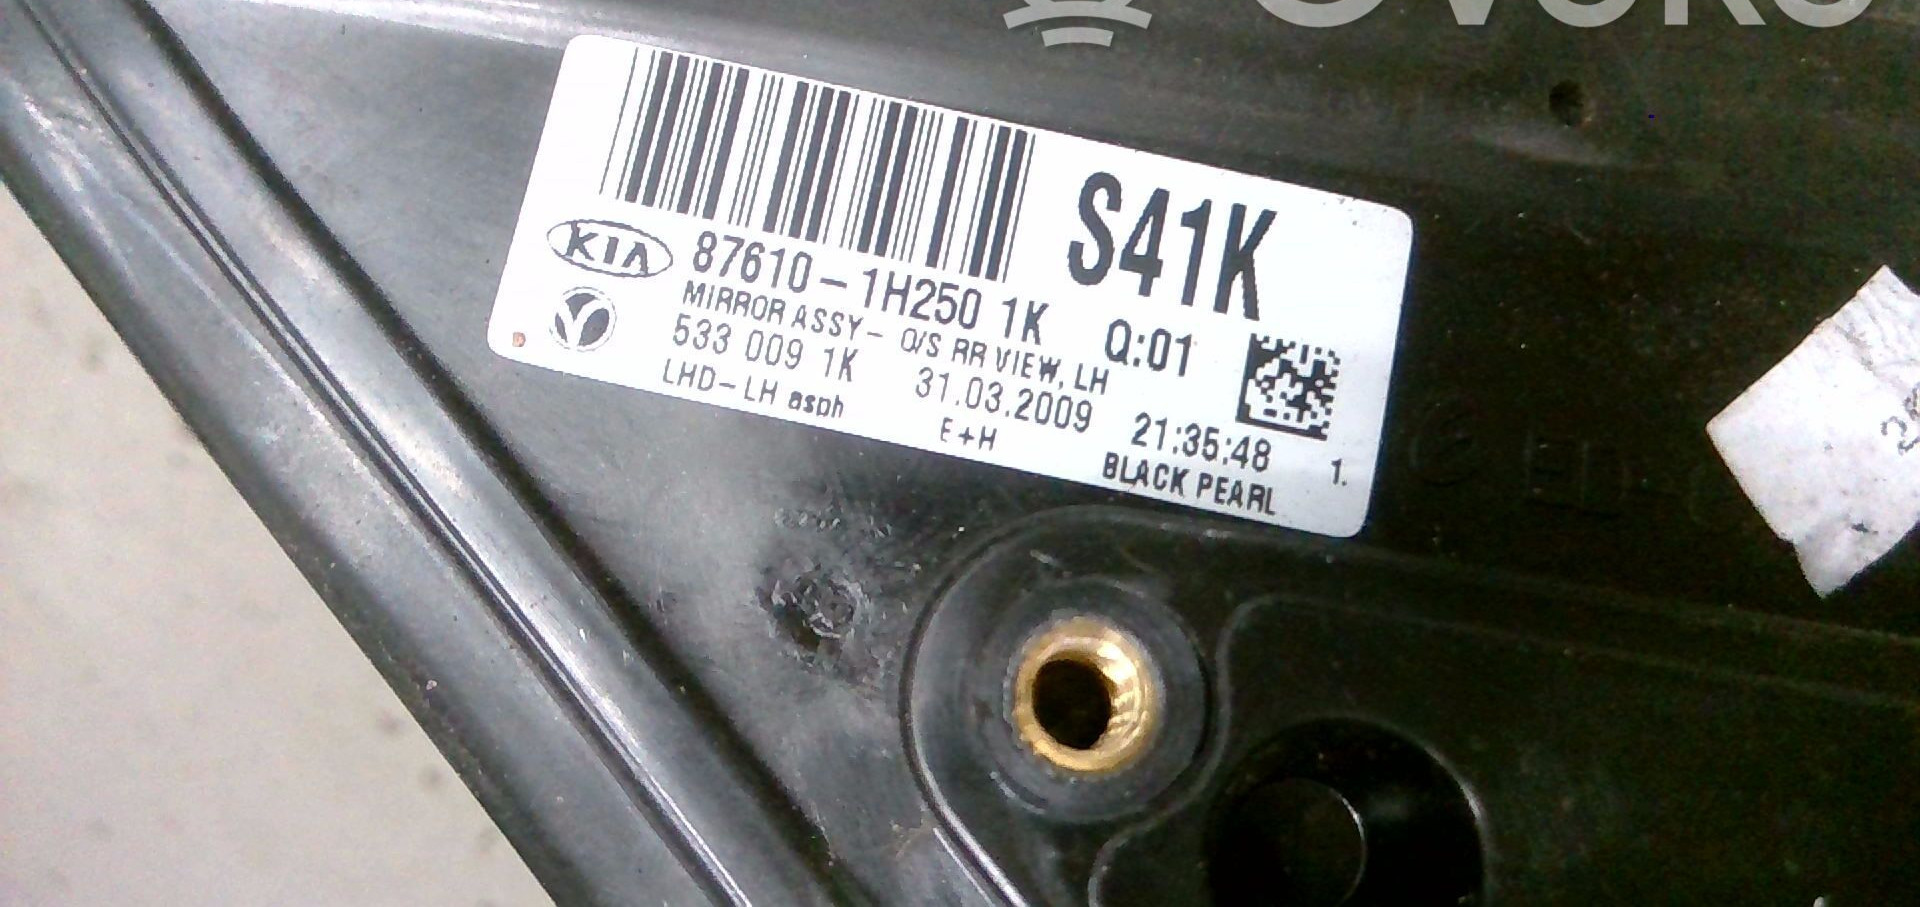 S41K
KIA
87610-1H250 1K
Q:01
MIRROR ASSY- O/S RR VIEW, LH
533 009 1K 31.03.2009 21:35:48 1.
LHD-LH asph E+H BLACK PEARL